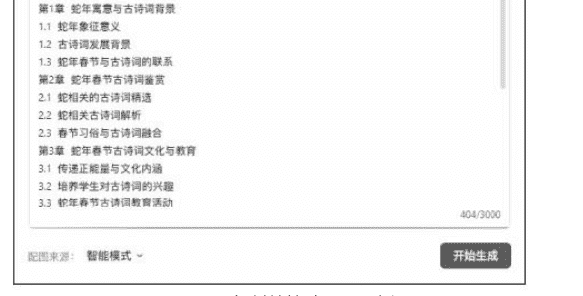 第1章 蛇年寓意与古诗词背景
1.1 蛇年象征意义
1.2 古诗词发展背景
1.3 蛇年春节与古诗词的联系
第2章 蛇年春节古诗词鉴赏
2.1 蛇相关的古诗词精选
2.2 蛇相关古诗词解析
2.3 春节习俗与古诗词融合
第3章 蛇年春节古诗词文化与教育
3.1 传递正能量与文化内涵
3.2 培养学生对古诗词的兴趣
3.3 蛇年春节古诗词教育活动
404/3000
配图来源： 智能模式
开始生成